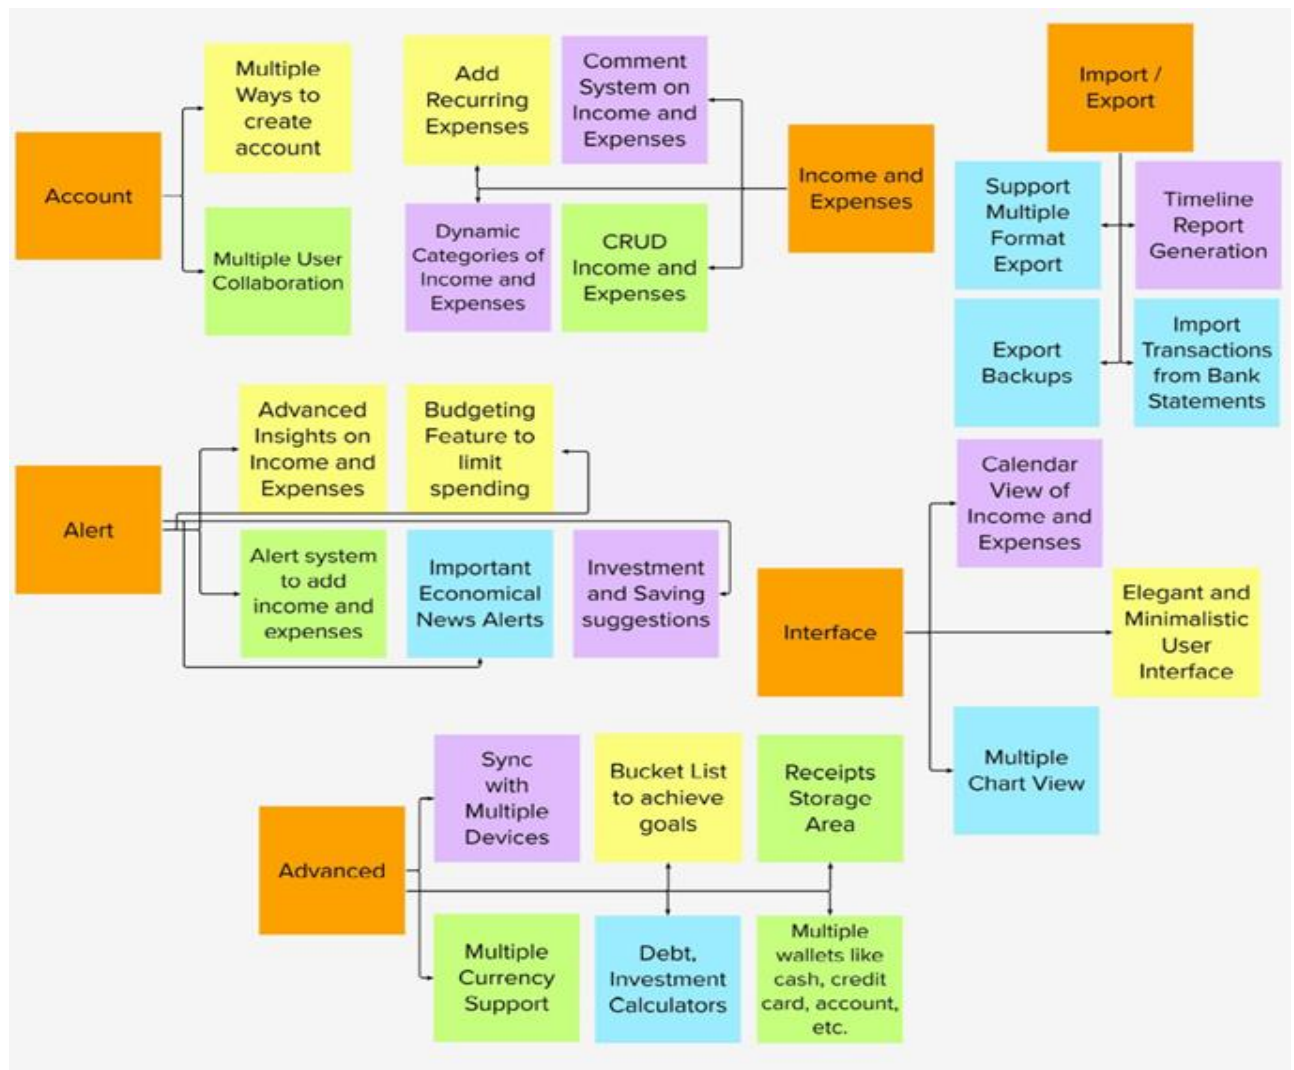 Account
Multiple
Ways to
create
account
Multiple User
Collaboration
Add
Recurring
Expenses
Comment
System on
Income and
Expenses
Dynamic
Categories of
Income and
Expenses
CRUD
Income and
Expenses
Income and
Expenses
Import /
Export
Support
Multiple
Format
Export
Timeline
Report
Generation
Export
Backups
Import
Transactions
from Bank
Statements
Alert
Advanced
Insights on
Income and
Expenses
Budgeting
Feature to
limit
spending
Alert system
to add
income and
expenses
Important
Economical
News Alerts
Investment
and Saving
suggestions
Interface
Calendar
View of
Income and
Expenses
Elegant and
Minimalistic
User
Interface
Multiple
Chart View
Advanced
Sync
with
Multiple
Devices
Bucket List
to achieve
goals
Receipts
Storage
Area
Multiple
Currency
Support
Debt,
Investment
Calculators
Multiple
wallets like
cash, credit
card, account,
etc.